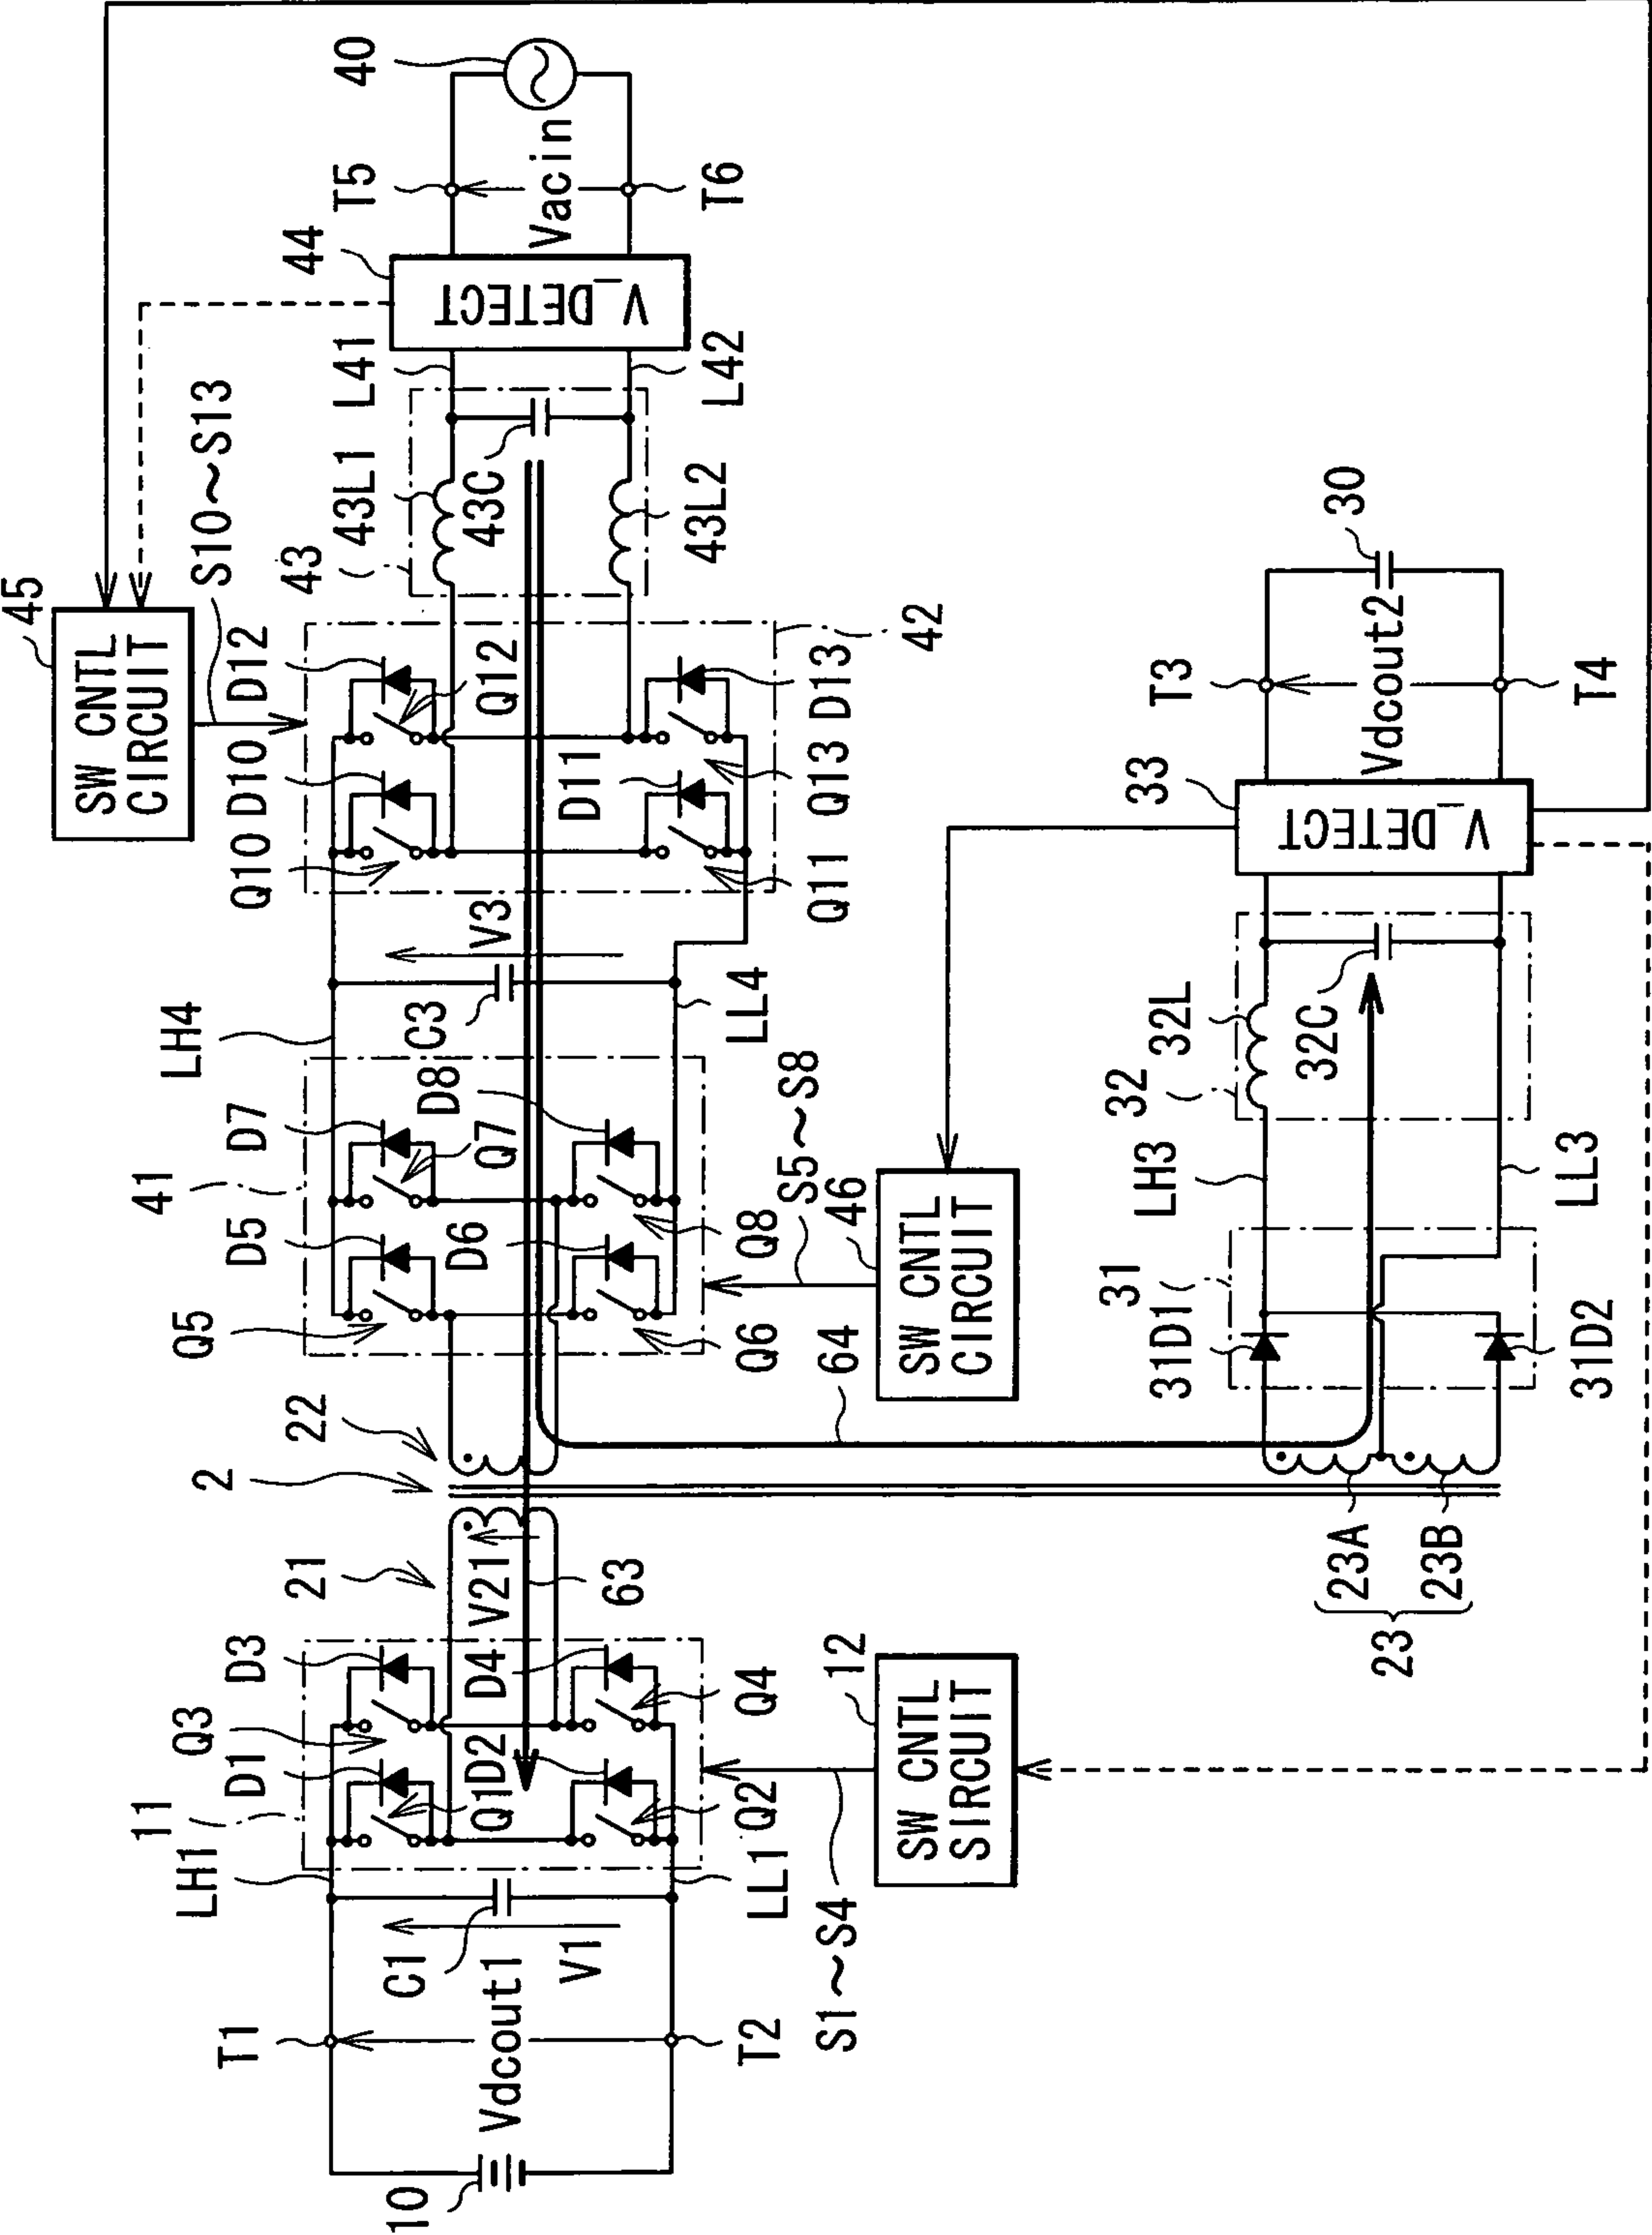 45
SW CNTL
CIRCUIT
S10~S13
44
V_DETECT
T5
40
Vacin
T6
L41
L42
43
43L1
43C
43L2
D12
Q12
D10
Q10
D11
D13
Q13
Q11
42
V3
C3
LH4
LL4
41
D7
Q7
D8
D5
D6
Q5
Q8
Q6
S5~S8
46
SW CNTL
CIRCUIT
64
22
2
21
V21
63
D3
Q3
D4
Q4
D1
Q1
D2
Q2
11
12
SW CNTL
SIRCUIT
S1~S4
LH1
LL1
C1
V1
T1
Vdcout1
T2
10
30
T3
Vdcout2
T4
33
V_DETECT
32
32L
32C
LH3
LL3
31
31D1
31D2
23A
23B
23